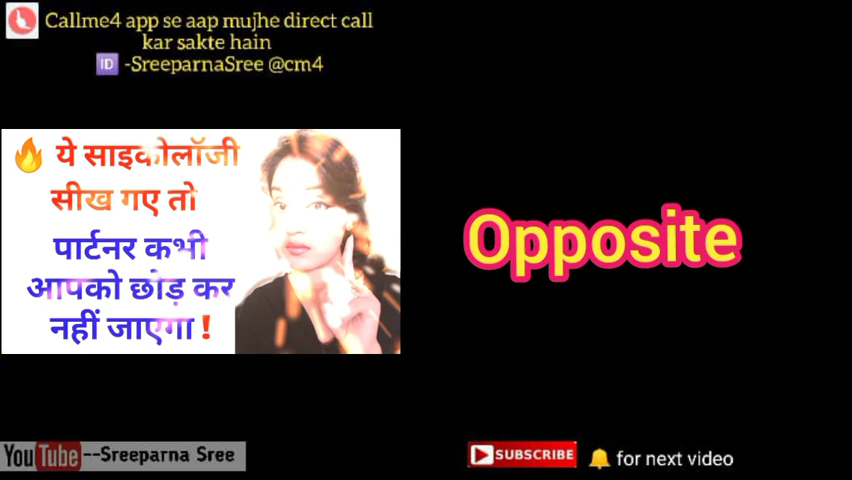 Callme4 app se aap mujhe direct call
kar sakte hain
🆔 -SreeparnaSree @cm4
🔥 ये साइकोलॉजी
सीख गए तो
पार्टनर कभी
आपको छोड़ कर
नहीं जाएगा !
Opposite
YouTube --Sreeparna Sree
SUBSCRIBE 🔔 for next video